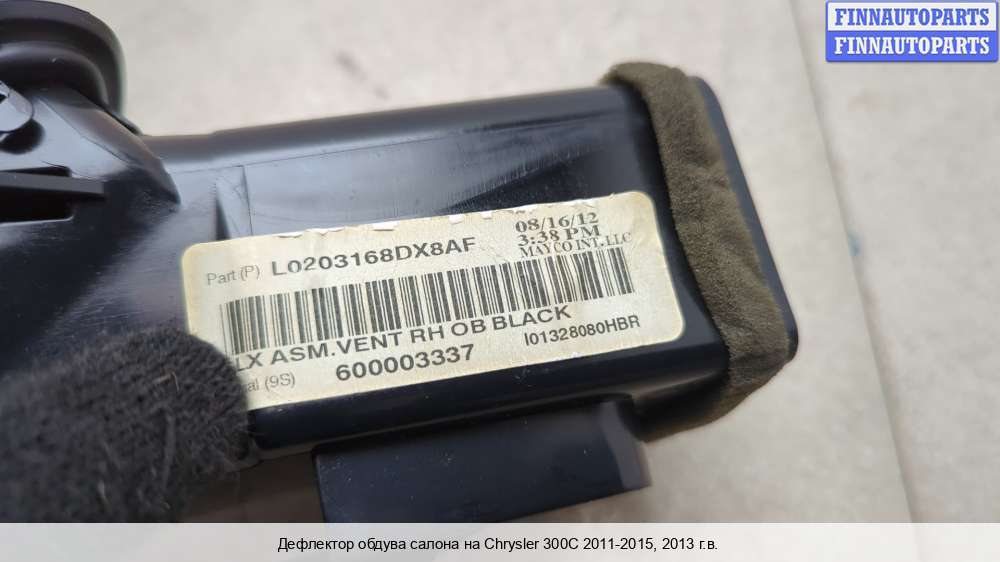 FINNAUTOPARTS
FINNAUTOPARTS
08/16/12
3:38 PM
MAYCO INT, LLC
Part (P) L0203168DX8AF
LX ASM.VENT RH OB BLACK
(9S) 600003337
I01328080HBR
Дефлектор обдува салона на Chrysler 300C 2011-2015, 2013 г.в.